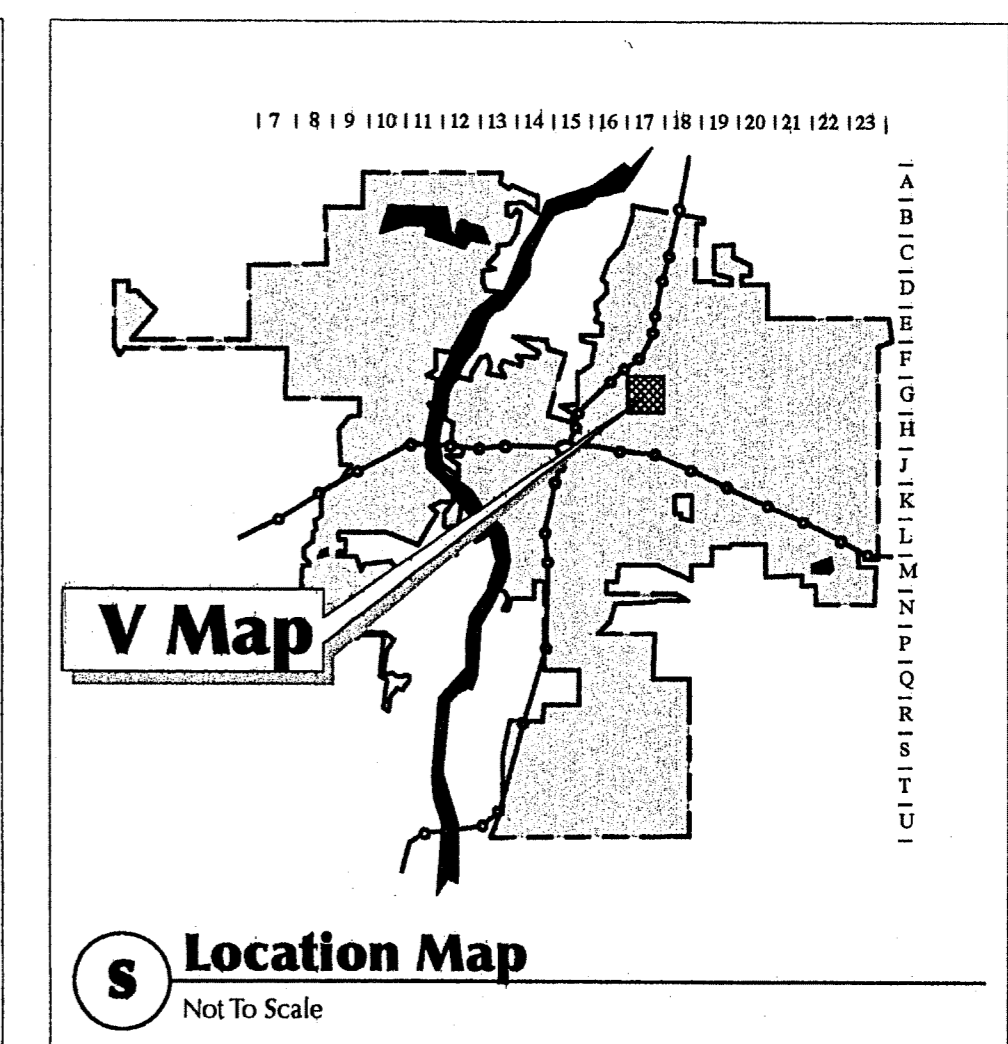 | 7 | 8 | 9 | 10 | 11 | 12 | 13 | 14 | 15 | 16 | 17 | 18 | 19 | 20 | 21 | 22 | 23 |
A
B
C
D
E
F
G
H
J
K
L
M
N
P
Q
R
S
T
U
V Map
S
Location Map
Not To Scale